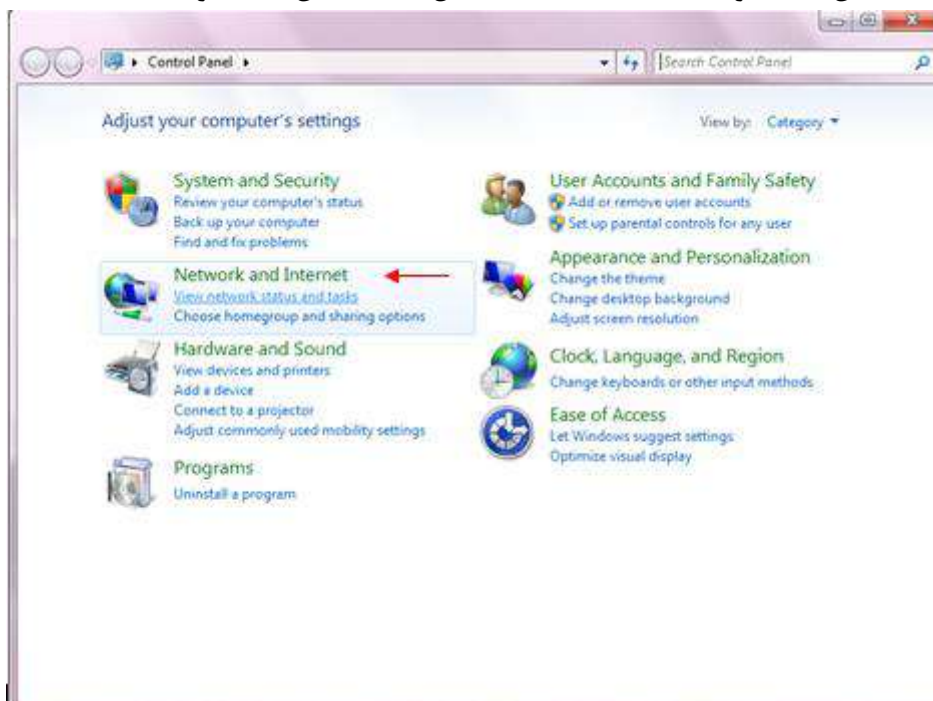 Control Panel
Search Control Panel
Adjust your computer's settings
View by: Category
System and Security
Review your computer's status
Back up your computer
Find and fix problems
Network and Internet
View network status and tasks
Choose homegroup and sharing options
Hardware and Sound
View devices and printers
Add a device
Connect to a projector
Adjust commonly used mobility settings
Programs
Uninstall a program
User Accounts and Family Safety
Add or remove user accounts
Set up parental controls for any user
Appearance and Personalization
Change the theme
Change desktop background
Adjust screen resolution
Clock, Language, and Region
Change keyboards or other input methods
Ease of Access
Let Windows suggest settings
Optimize visual display